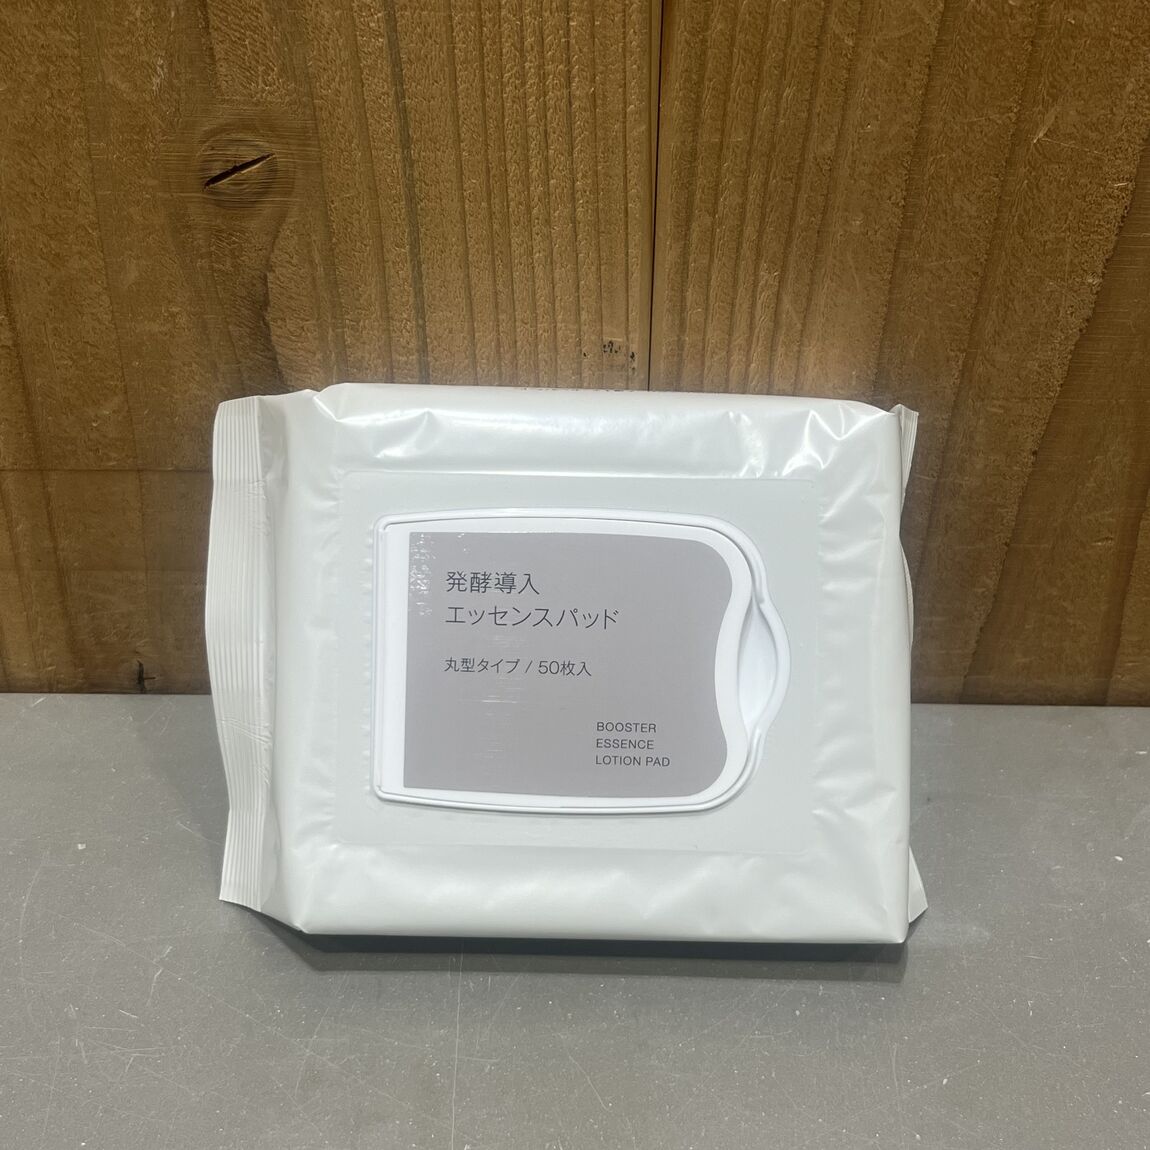 発酵導入
エッセンスパッド
丸型タイプ / 50枚入
BOOSTER
ESSENCE
LOTION PAD